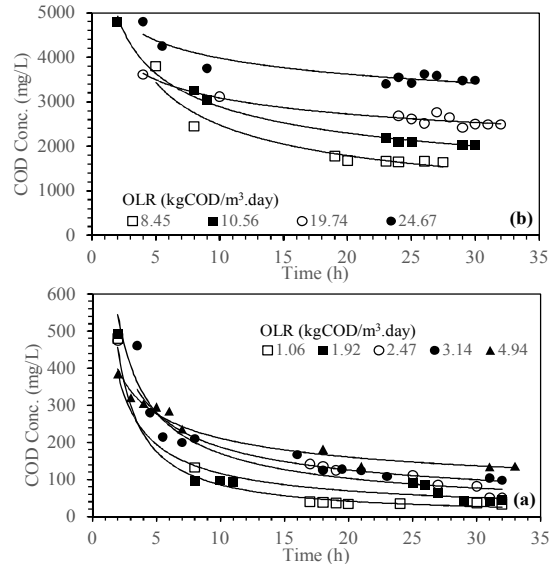 5000
4000
3000
2000
1000
0
COD Conc. (mg/L)
OLR (kgCOD/m³.day)
8.45 10.56 19.74 24.67
(b)
0 5 10 15 20 25 30 35
Time (h)
600
500
400
300
200
100
0
COD Conc. (mg/L)
OLR (kgCOD/m³.day)
1.06 1.92 2.47 3.14 4.94
(a)
0 5 10 15 20 25 30 35
Time (h)